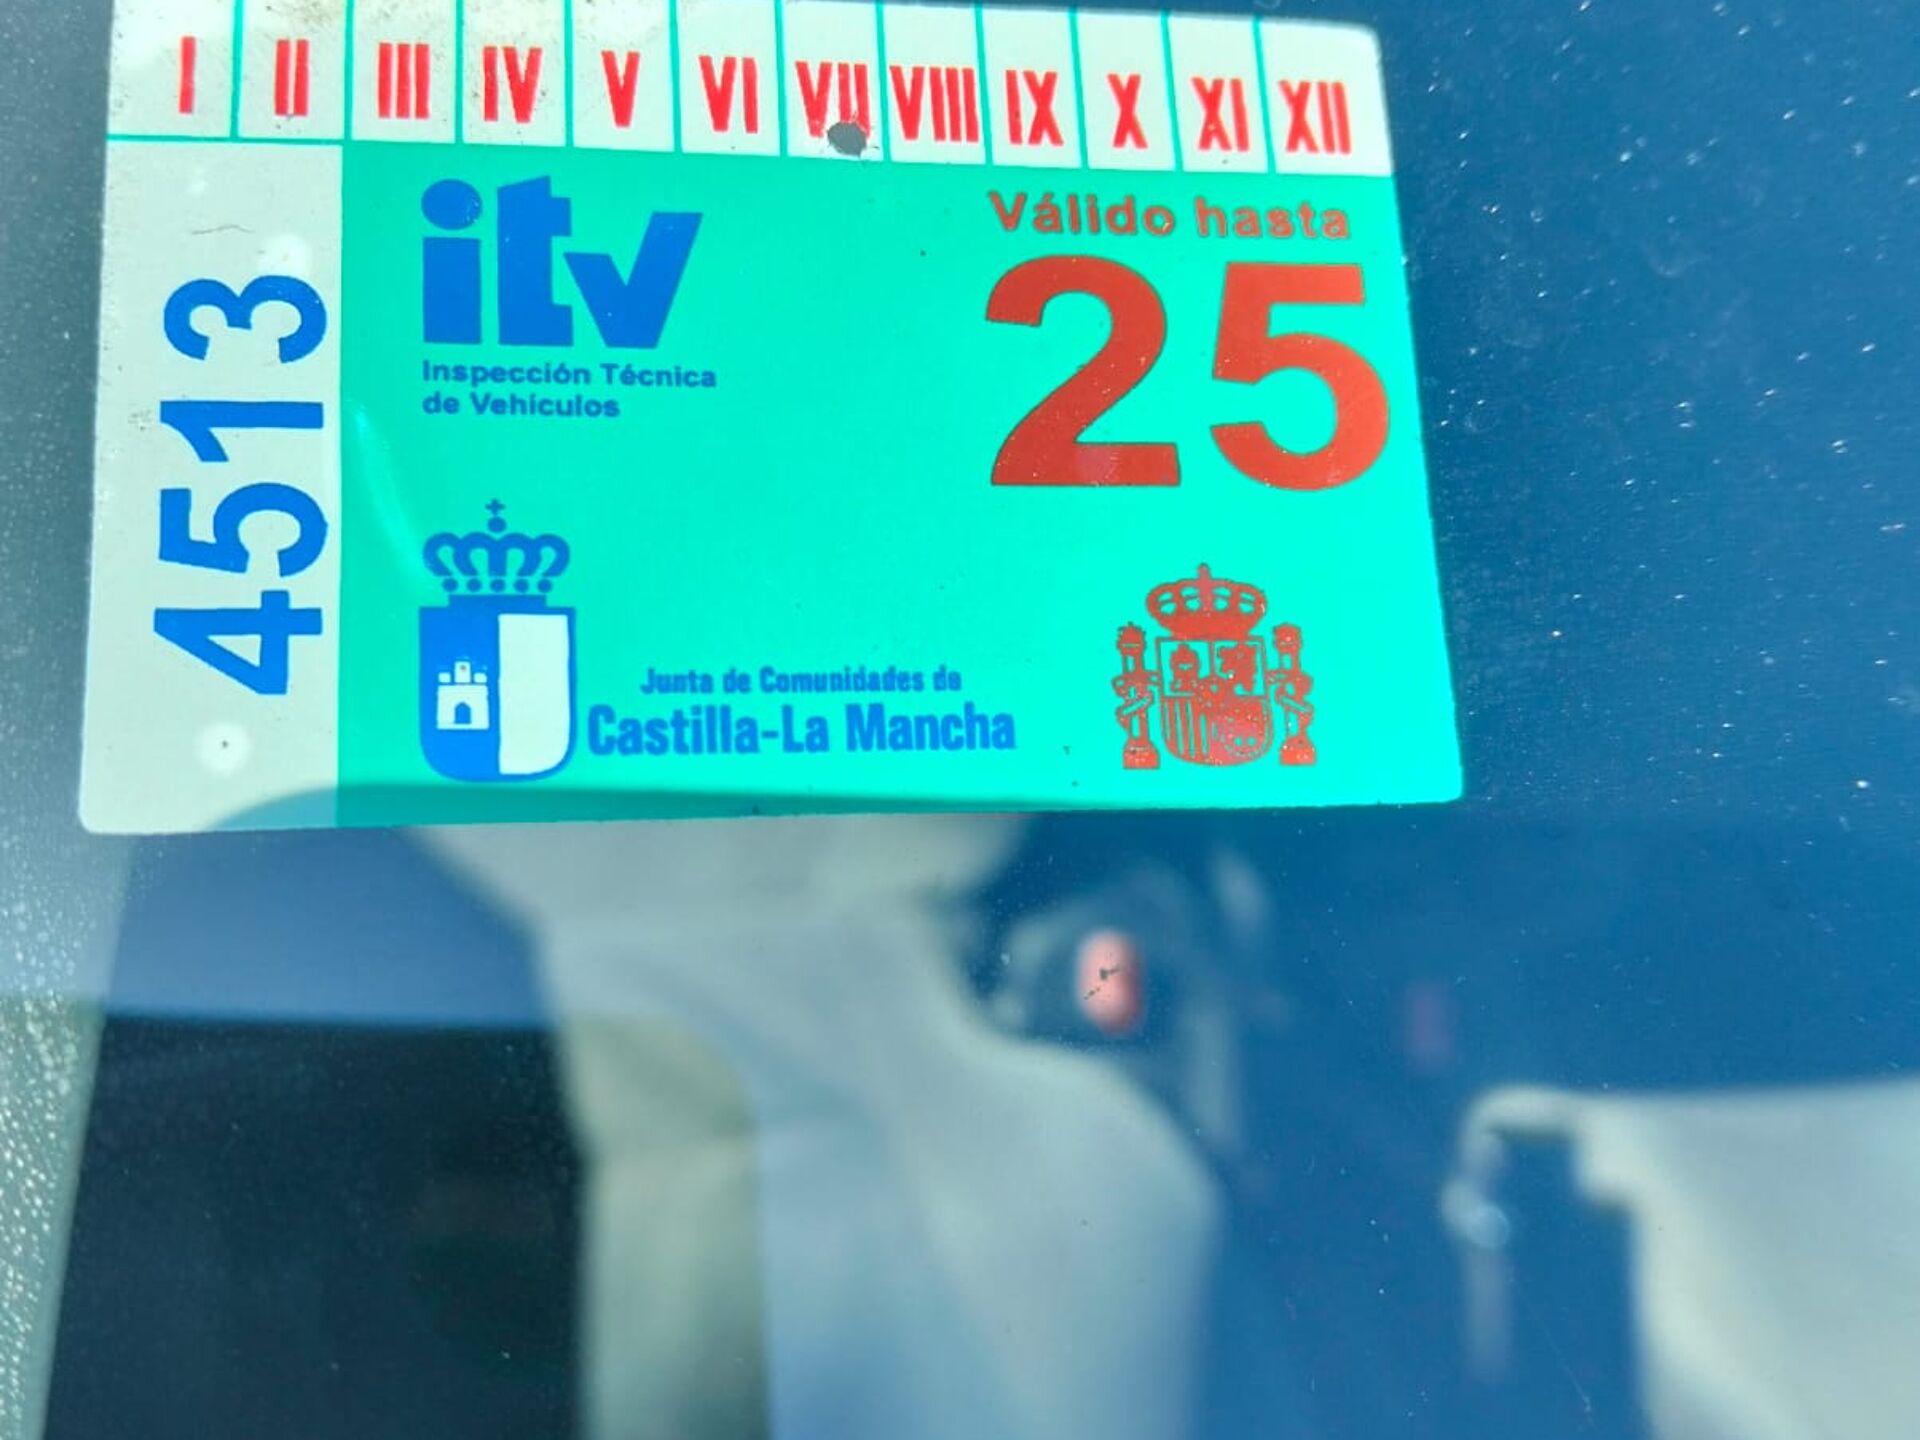 I II III IV V VI VII VIII IX X XI XII
4513
itv
Inspección Técnica
de Vehículos
Válido hasta
25
Junta de Comunidades de
Castilla-La Mancha